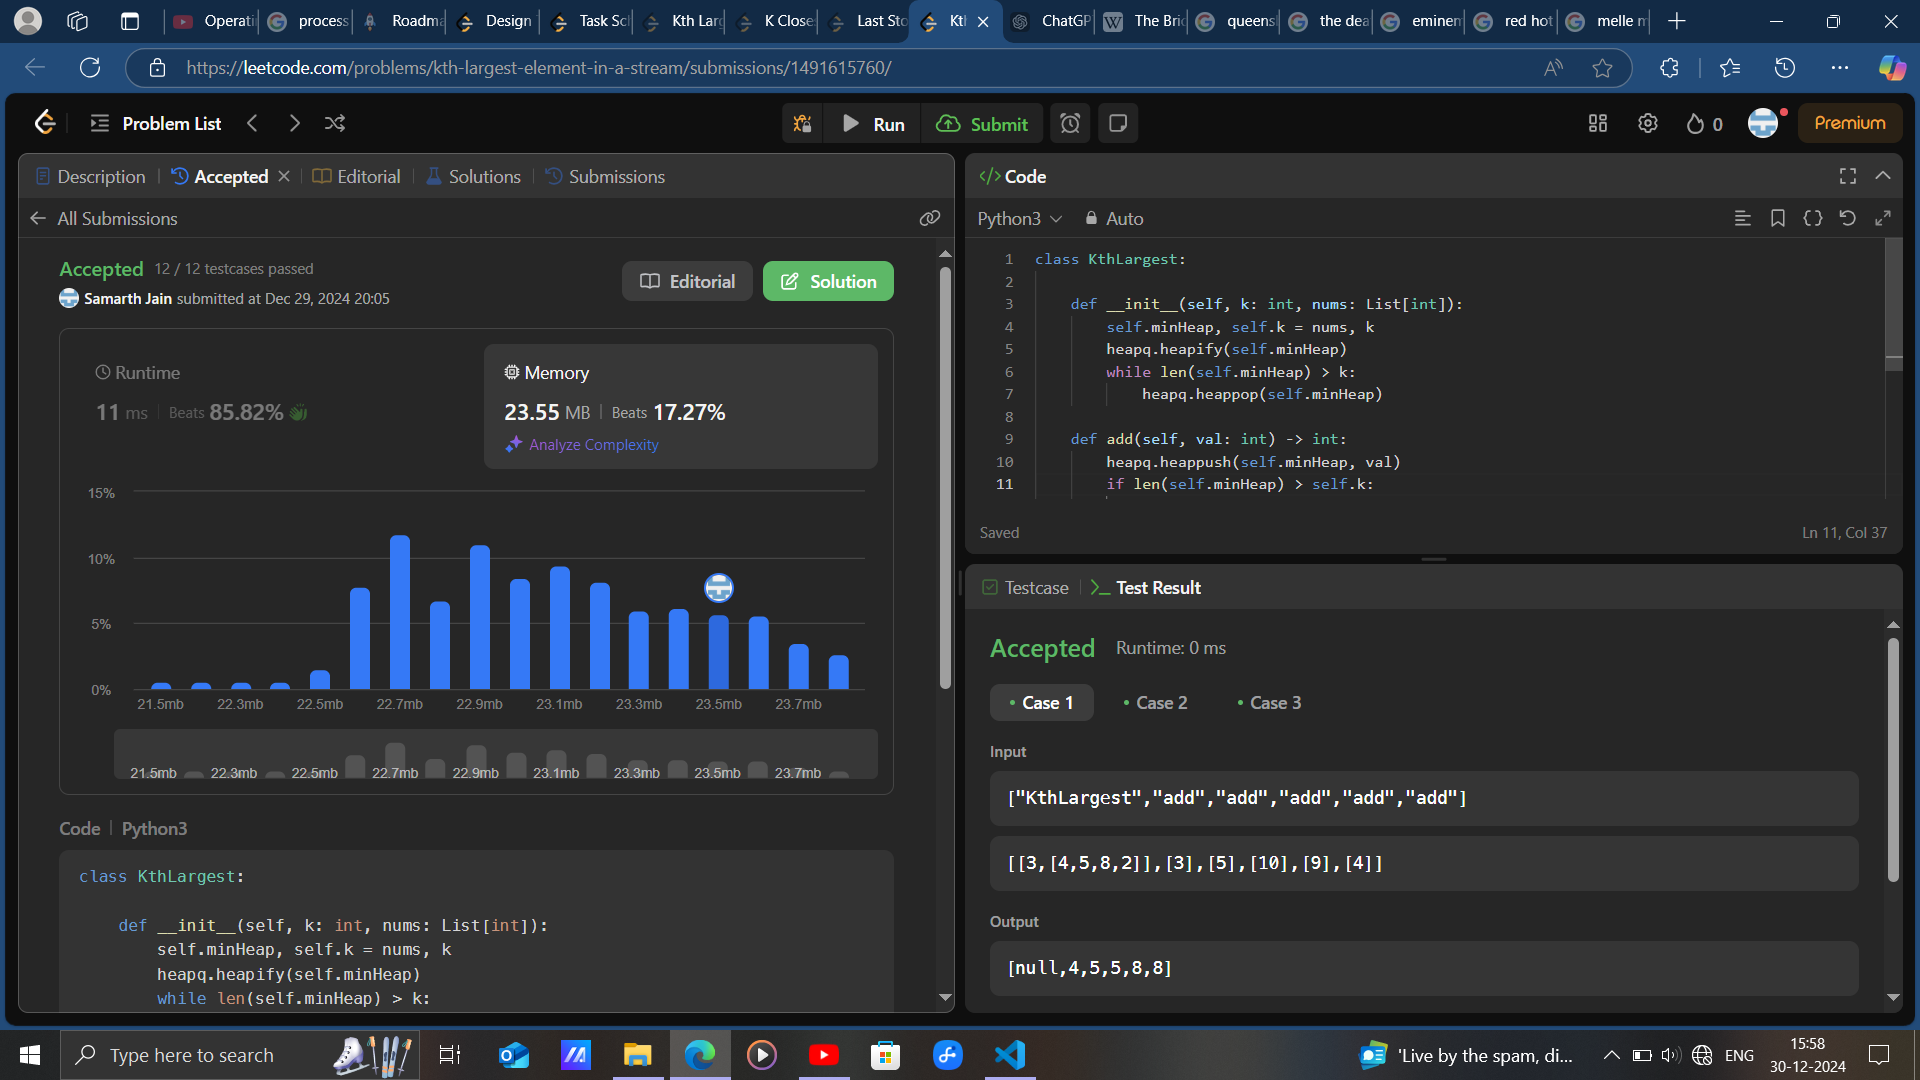 Operati
process
Roadma
Design
Task Sch
Kth Larg
K Closes
Last Sto
Kt
ChatGP
The Bri
queens
the dea
eminem
red hot
melle m
https://leetcode.com/problems/kth-largest-element-in-a-stream/submissions/1491615760/
Problem List
Run
Submit
0
Premium
Description
Accepted
Editorial
Solutions
Submissions
All Submissions
Accepted 12 / 12 testcases passed
Samarth Jain submitted at Dec 29, 2024 20:05
Editorial
Solution
Runtime
11 ms | Beats 85.82%
Memory
23.55 MB | Beats 17.27%
Analyze Complexity
15%
10%
5%
0%
21.5mb 22.3mb 22.5mb 22.7mb 22.9mb 23.1mb 23.3mb 23.5mb 23.7mb
21.5mb 22.3mb 22.5mb 22.7mb 22.9mb 23.1mb 23.3mb 23.5mb 23.7mb
Code | Python3
class KthLargest:
def __init__(self, k: int, nums: List[int]):
self.minHeap, self.k = nums, k
heapq.heapify(self.minHeap)
while len(self.minHeap) > k:
</> Code
Python3
Auto
1 class KthLargest:
2
3 def __init__(self, k: int, nums: List[int]):
4 self.minHeap, self.k = nums, k
5 heapq.heapify(self.minHeap)
6 while len(self.minHeap) > k:
7 heapq.heappop(self.minHeap)
8
9 def add(self, val: int) -> int:
10 heapq.heappush(self.minHeap, val)
11 if len(self.minHeap) > self.k:
Saved
Ln 11, Col 37
Testcase
Test Result
Accepted Runtime: 0 ms
Case 1
Case 2
Case 3
Input
["KthLargest","add","add","add","add","add"]
[[3,[4,5,8,2]],[3],[5],[10],[9],[4]]
Output
[null,4,5,5,8,8]
Type here to search
'Live by the spam, di...
ENG
15:58
30-12-2024